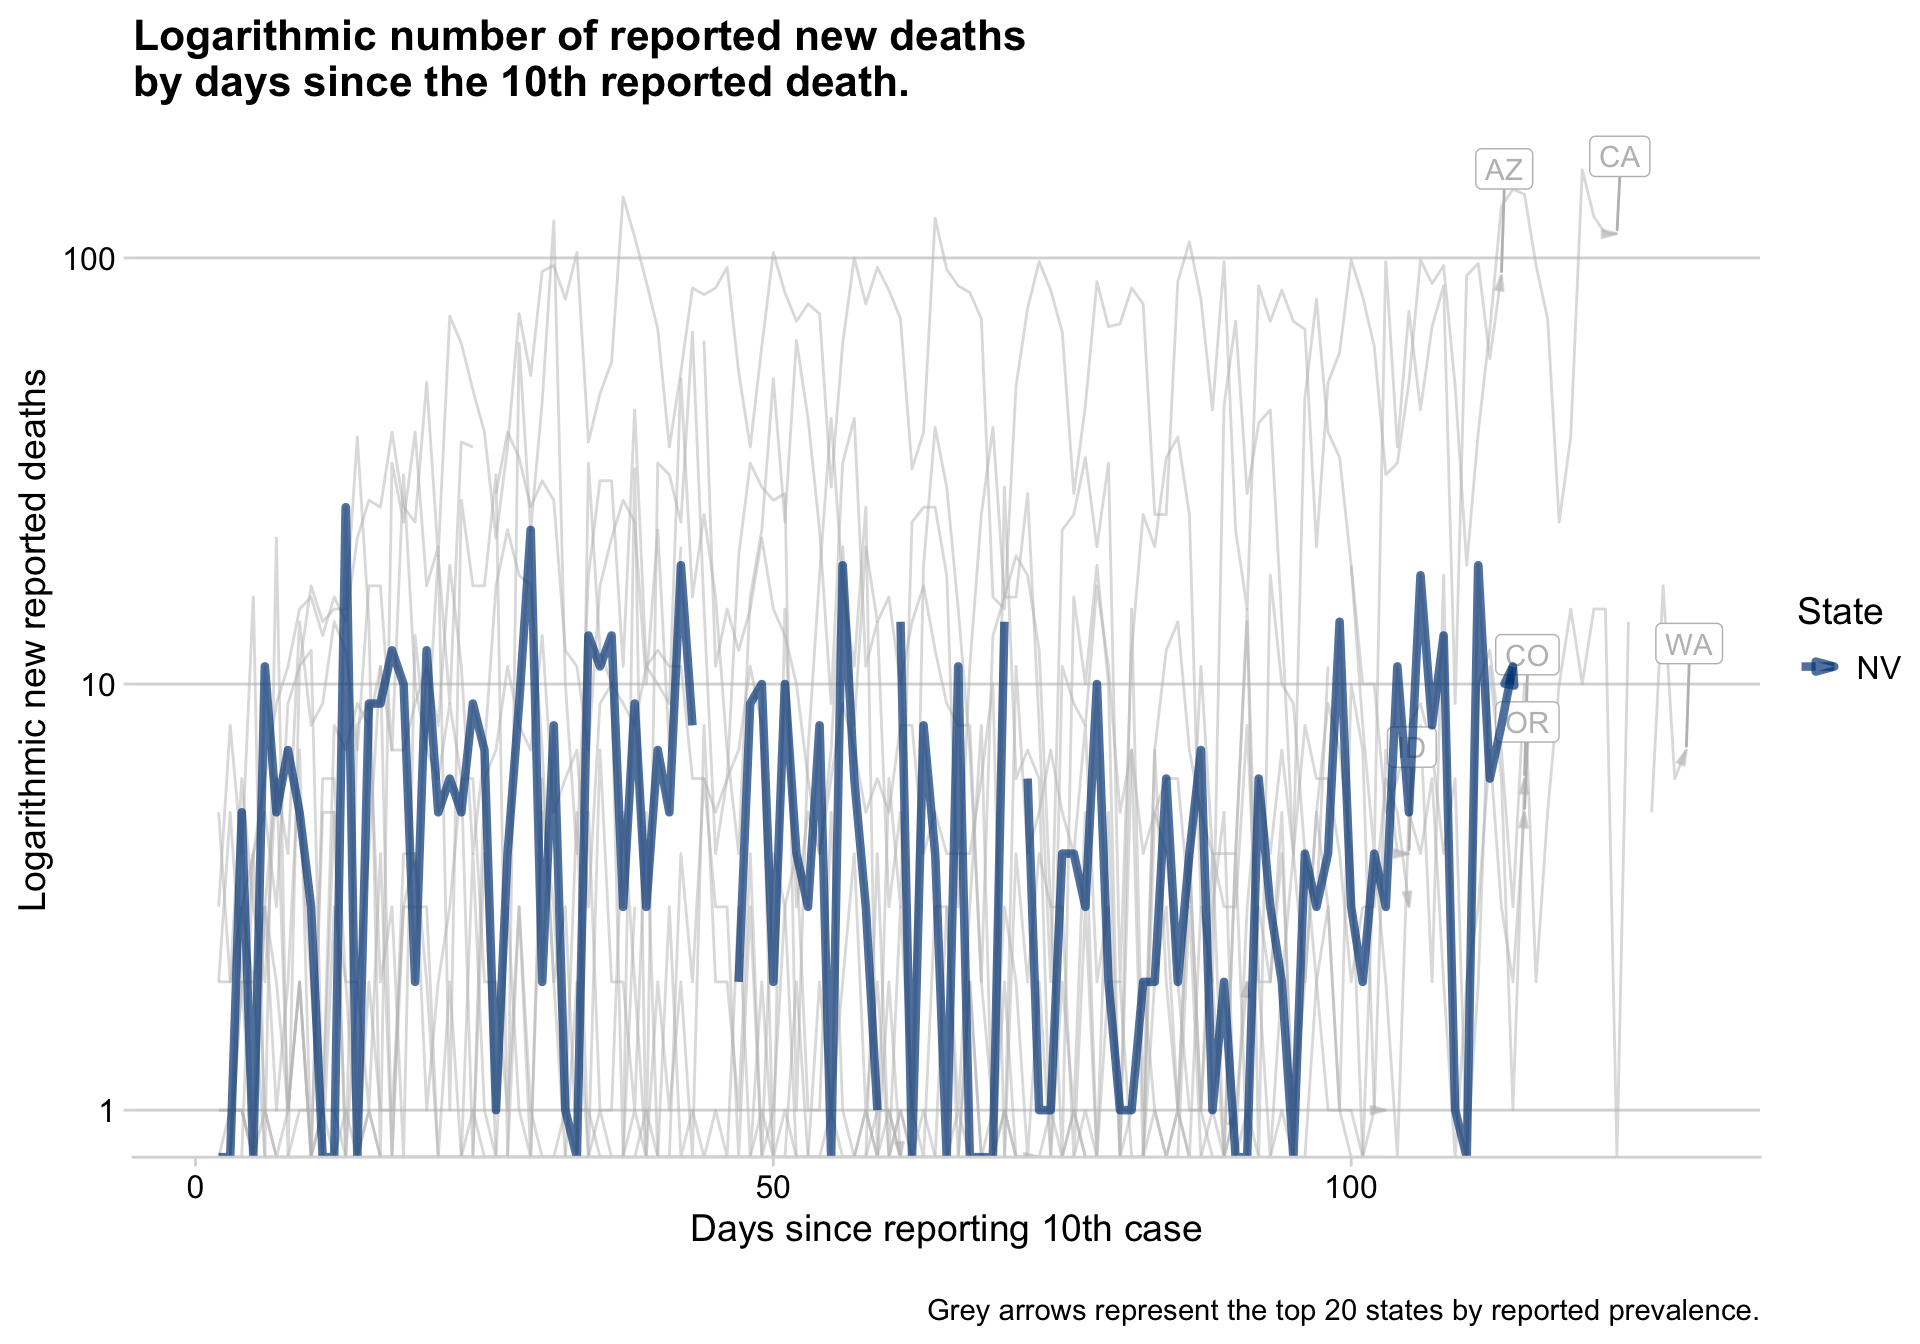 Logarithmic number of reported new deaths
by days since the 10th reported death.
AZ
CA
100
Logarithmic new reported deaths
State
NV
CO
WA
10
OR
ID
1
0
50
100
Days since reporting 10th case
Grey arrows represent the top 20 states by reported prevalence.